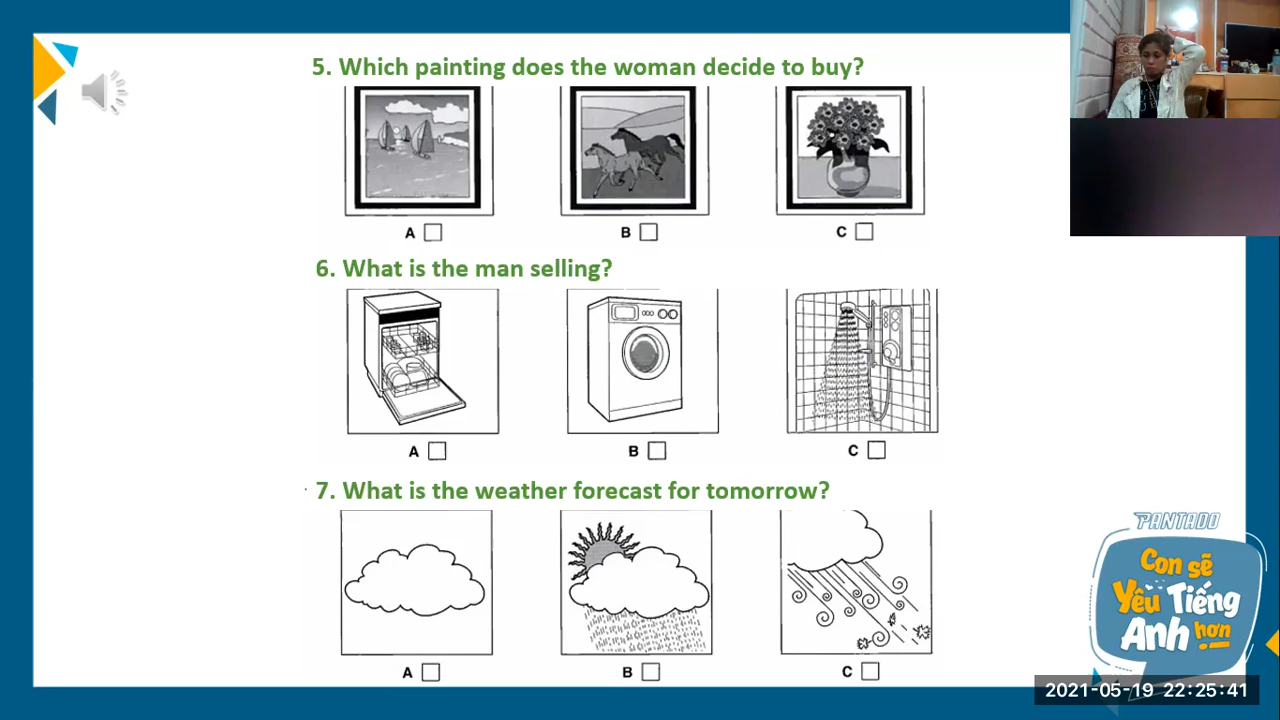 5. Which painting does the woman decide to buy?
A
B
C
6. What is the man selling?
A
B
C
7. What is the weather forecast for tomorrow?
A
B
C
PANTADO
Con sẽ
Yêu Tiếng
Anh hơn
2021-05-19 22:25:41